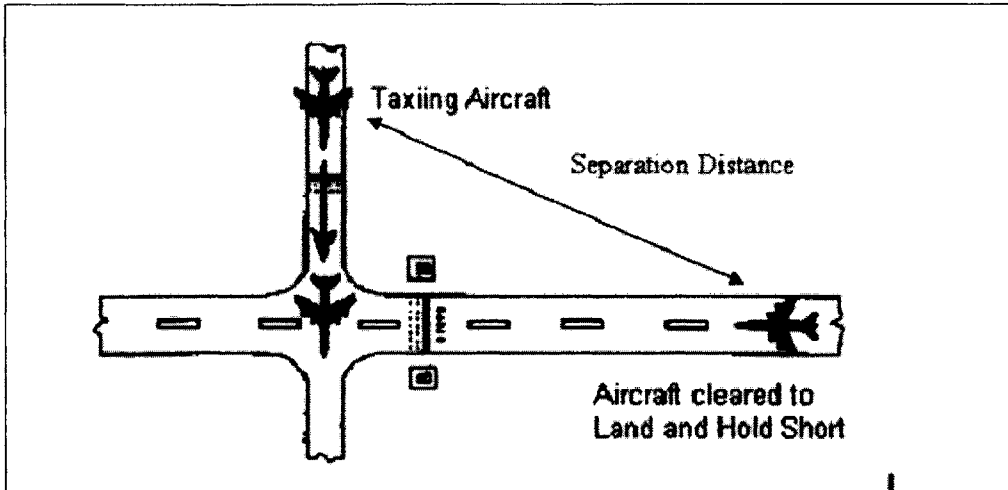 Taxiing Aircraft
Separation Distance
Aircraft cleared to
Land and Hold Short